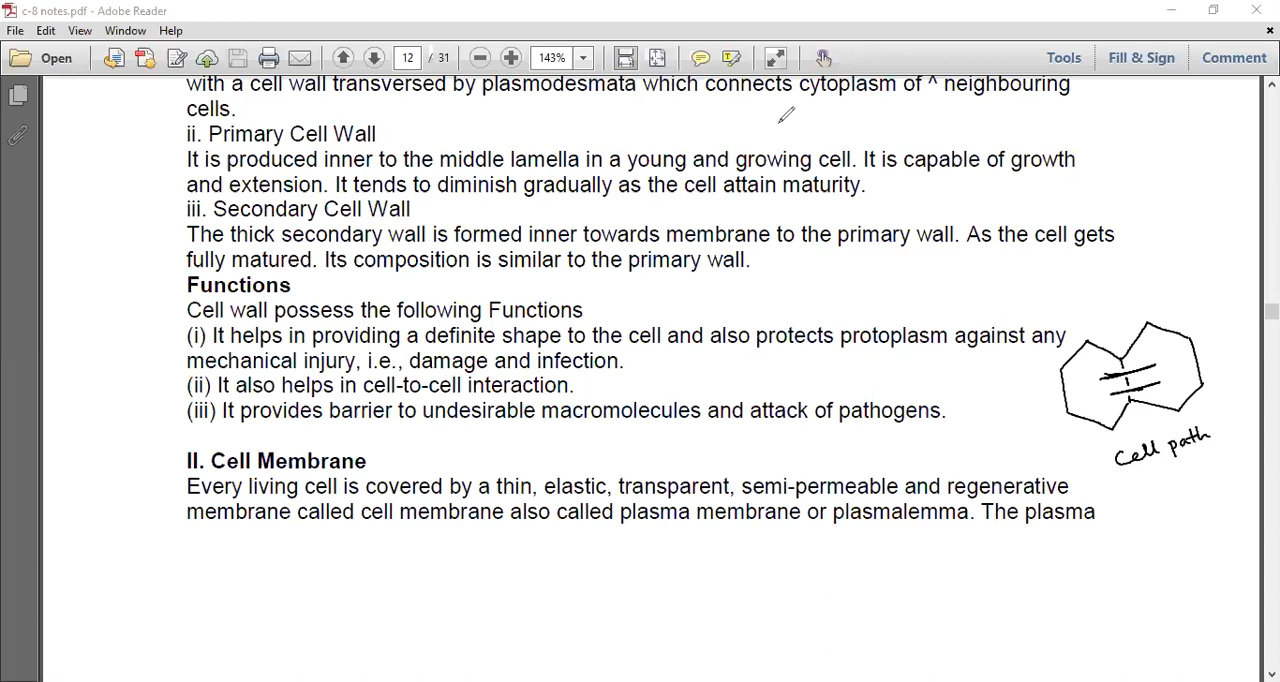 c-8 notes.pdf - Adobe Reader
File Edit View Window Help
Open 12 / 31 143% Tools Fill & Sign Comment
with a cell wall transversed by plasmodesmata which connects cytoplasm of ^ neighbouring
cells.
ii. Primary Cell Wall
It is produced inner to the middle lamella in a young and growing cell. It is capable of growth
and extension. It tends to diminish gradually as the cell attain maturity.
iii. Secondary Cell Wall
The thick secondary wall is formed inner towards membrane to the primary wall. As the cell gets
fully matured. Its composition is similar to the primary wall.
Functions
Cell wall possess the following Functions
(i) It helps in providing a definite shape to the cell and also protects protoplasm against any
mechanical injury, i.e., damage and infection.
(ii) It also helps in cell-to-cell interaction.
(iii) It provides barrier to undesirable macromolecules and attack of pathogens.
Cell path
II. Cell Membrane
Every living cell is covered by a thin, elastic, transparent, semi-permeable and regenerative
membrane called cell membrane also called plasma membrane or plasmalemma. The plasma